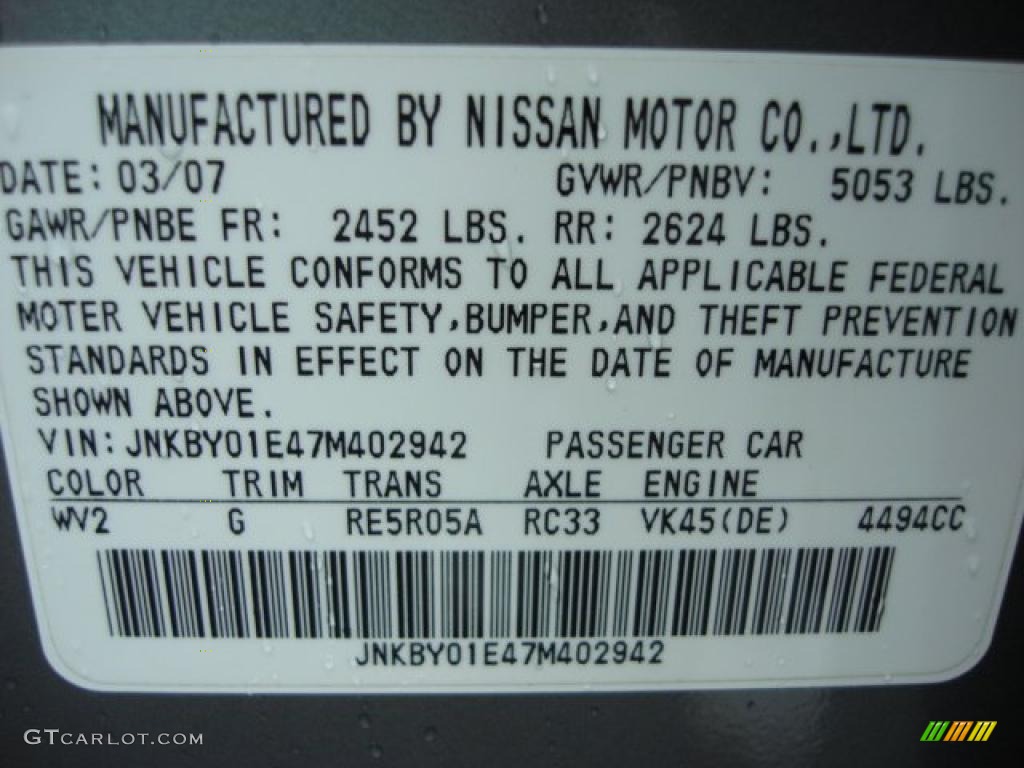 MANUFACTURED BY NISSAN MOTOR CO.,LTD.
DATE: 03/07 GVWR/PNBV: 5053 LBS.
GAWR/PNBE FR: 2452 LBS. RR: 2624 LBS.
THIS VEHICLE CONFORMS TO ALL APPLICABLE FEDERAL
MOTER VEHICLE SAFETY,BUMPER,AND THEFT PREVENTION
STANDARDS IN EFFECT ON THE DATE OF MANUFACTURE
SHOWN ABOVE.
VIN:JNKBY01E47M402942 PASSENGER CAR
COLOR TRIM TRANS AXLE ENGINE
WV2 G RE5R05A RC33 VK45(DE) 4494CC
JNKBY01E47M402942
GTCARLOT.COM